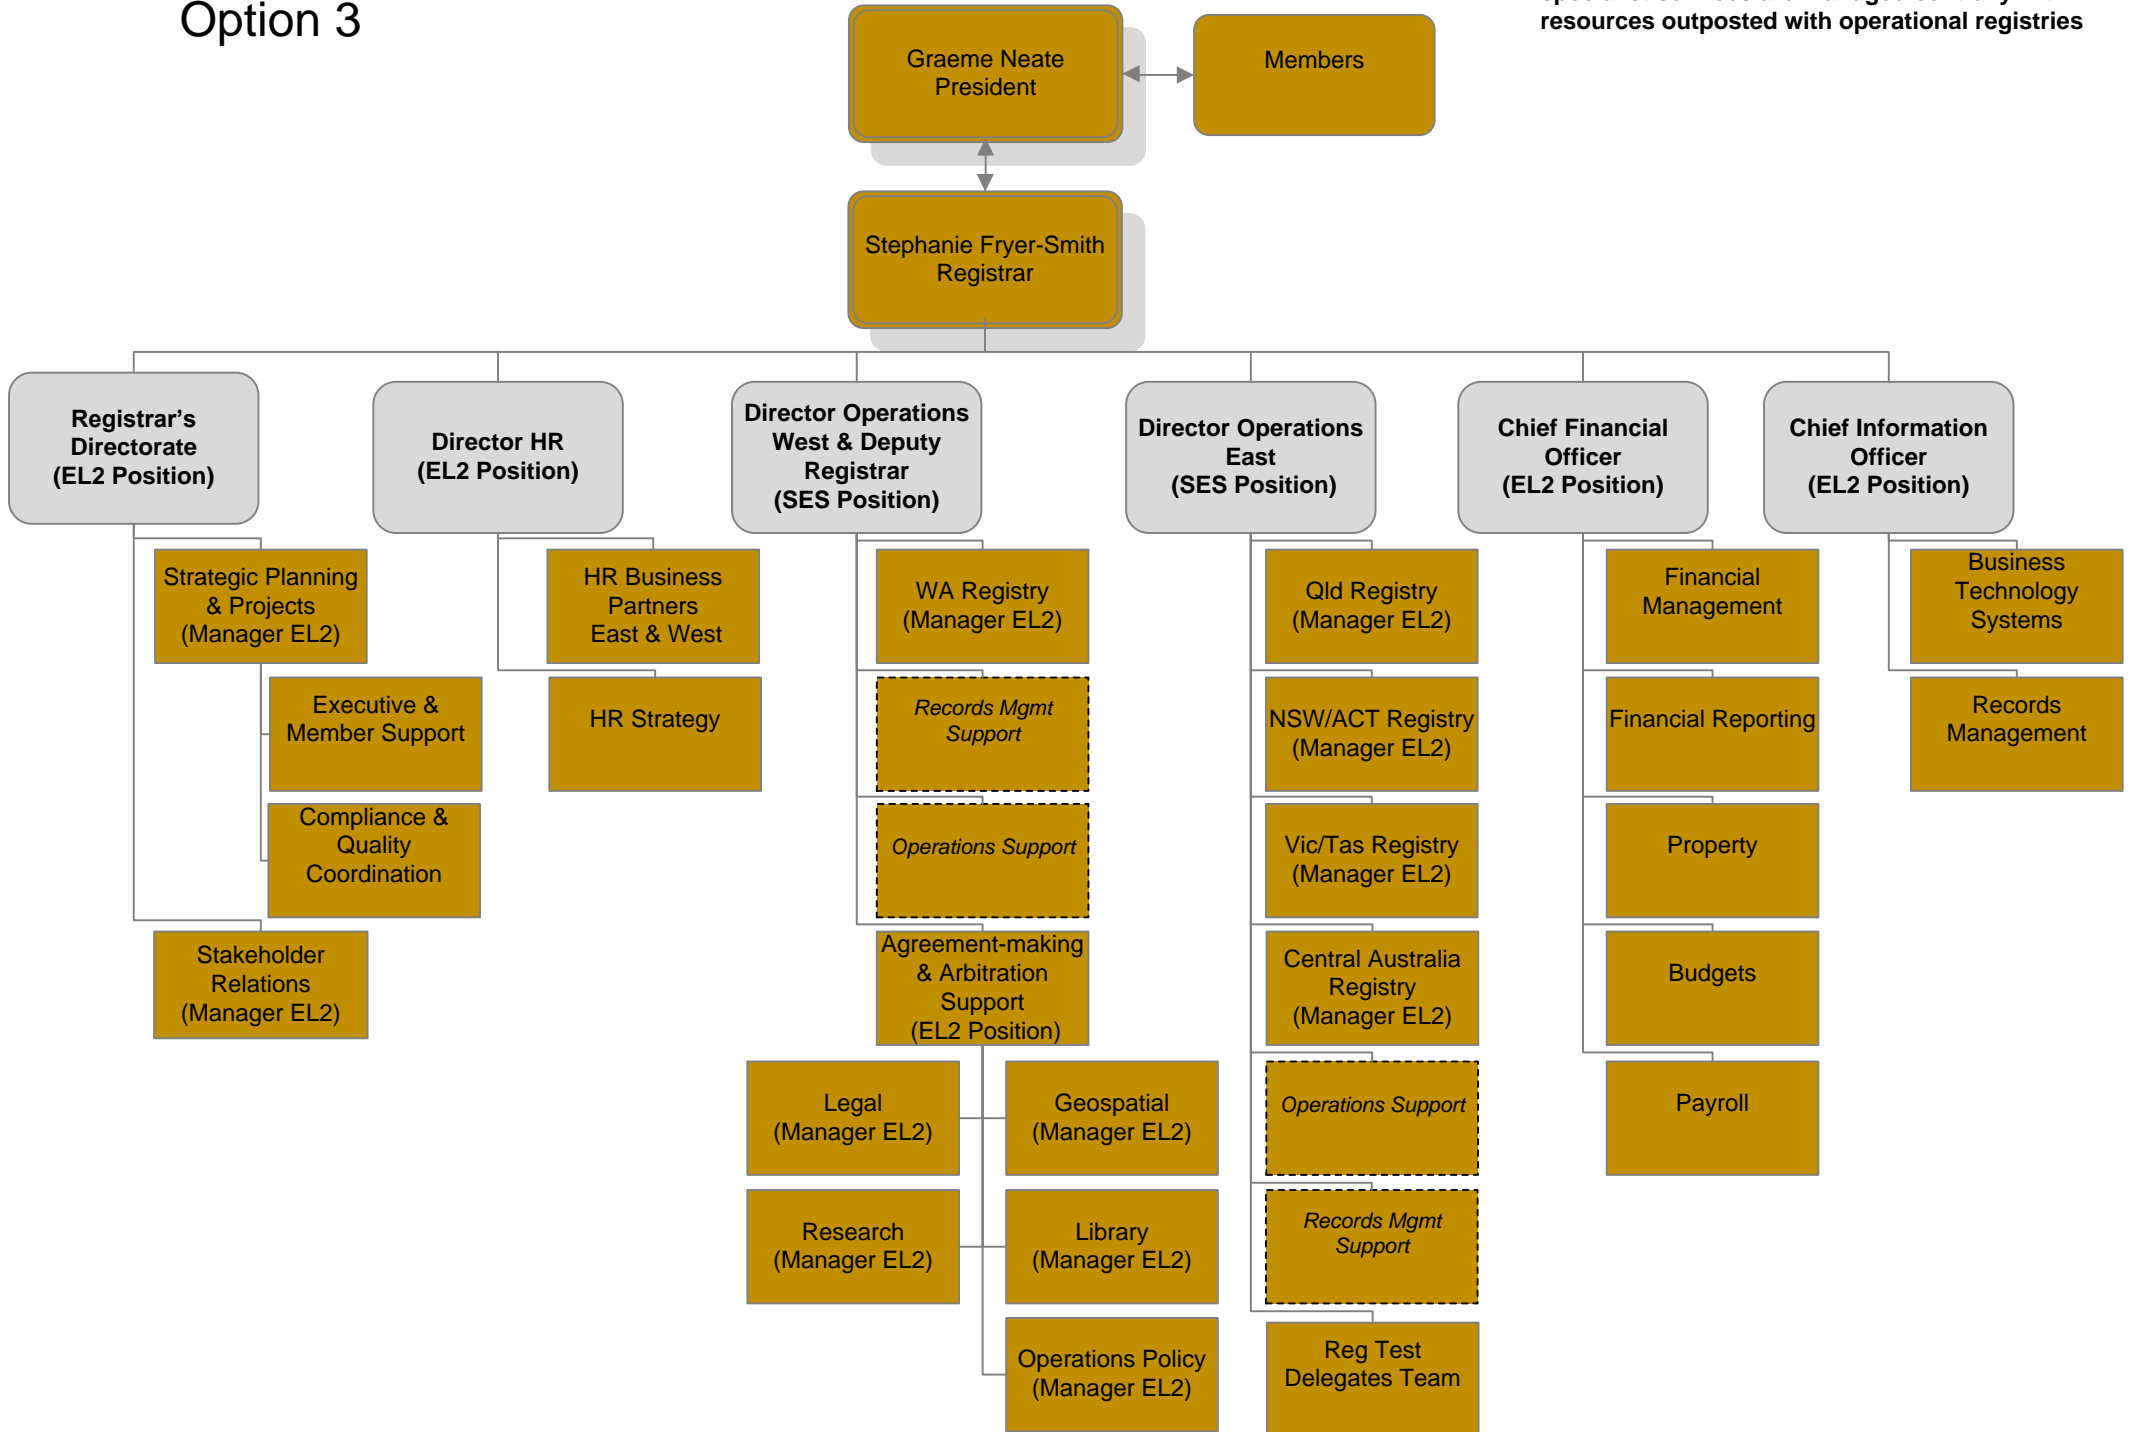 Option 3
resources outposted with operational registries
Graeme Neate
President
Members
Stephanie Fryer-Smith
Registrar
Registrar's
Directorate
(EL2 Position)
Director HR
(EL2 Position)
Director Operations
West & Deputy
Registrar
(SES Position)
Director Operations
East
(SES Position)
Chief Financial
Officer
(EL2 Position)
Chief Information
Officer
(EL2 Position)
Strategic Planning
& Projects
(Manager EL2)
Executive &
Member Support
Compliance &
Quality
Coordination
Stakeholder
Relations
(Manager EL2)
HR Business
Partners
East & West
HR Strategy
WA Registry
(Manager EL2)
Records Mgmt
Support
Operations Support
Agreement-making
& Arbitration
Support
(EL2 Position)
Legal
(Manager EL2)
Geospatial
(Manager EL2)
Research
(Manager EL2)
Library
(Manager EL2)
Operations Policy
(Manager EL2)
Qld Registry
(Manager EL2)
NSW/ACT Registry
(Manager EL2)
Vic/Tas Registry
(Manager EL2)
Central Australia
Registry
(Manager EL2)
Operations Support
Records Mgmt
Support
Reg Test
Delegates Team
Financial
Management
Financial Reporting
Property
Budgets
Payroll
Business
Technology
Systems
Records
Management